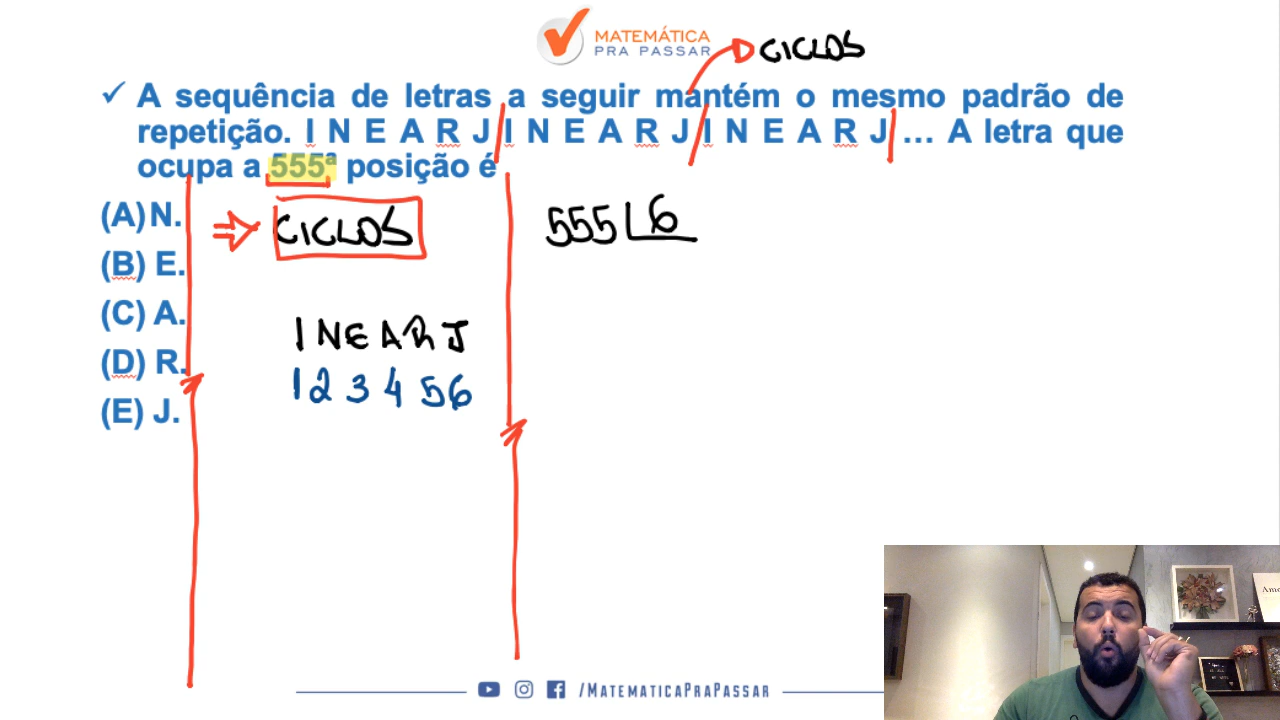 MATEMÁTICA
PRA PASSAR
CICLOS
✓ A sequência de letras a seguir mantém o mesmo padrão de
repetição. I N E A R J I N E A R J I N E A R J ... A letra que
ocupa a 555ª posição é
(A) N.
(B) E.
(C) A.
(D) R.
(E) J.
⇒ CICLOS
I N E A R J
1 2 3 4 5 6
555 6
/MATEMATICAPRAPASSAR